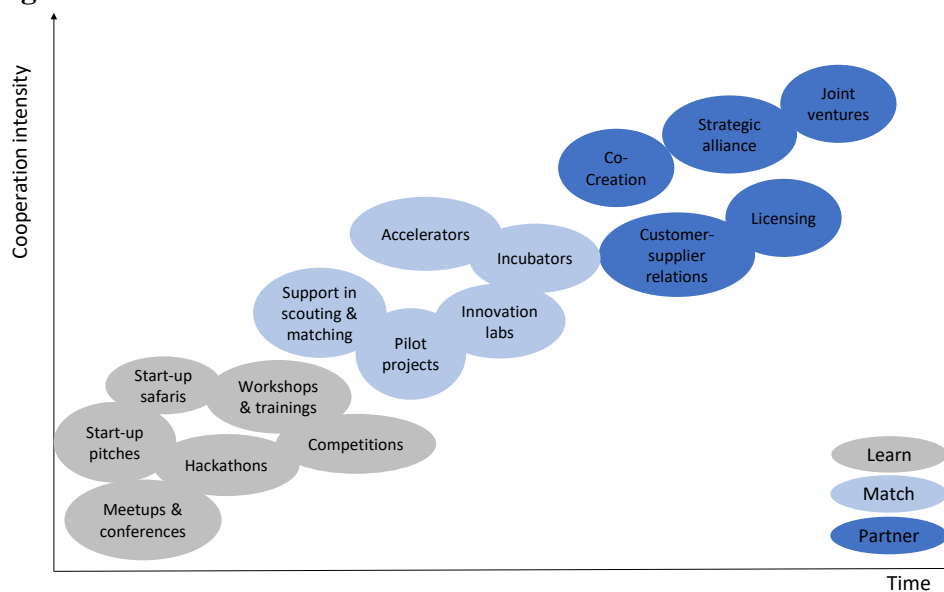 g
Cooperation intensity
Joint
ventures
Strategic
alliance
Co-
Creation
Licensing
Customer-
supplier
relations
Accelerators
Incubators
Support in
scouting &
matching
Innovation
labs
Pilot
projects
Start-up
safaris
Workshops
& trainings
Start-up
pitches
Competitions
Hackathons
Meetups &
conferences
Learn
Match
Partner
Time